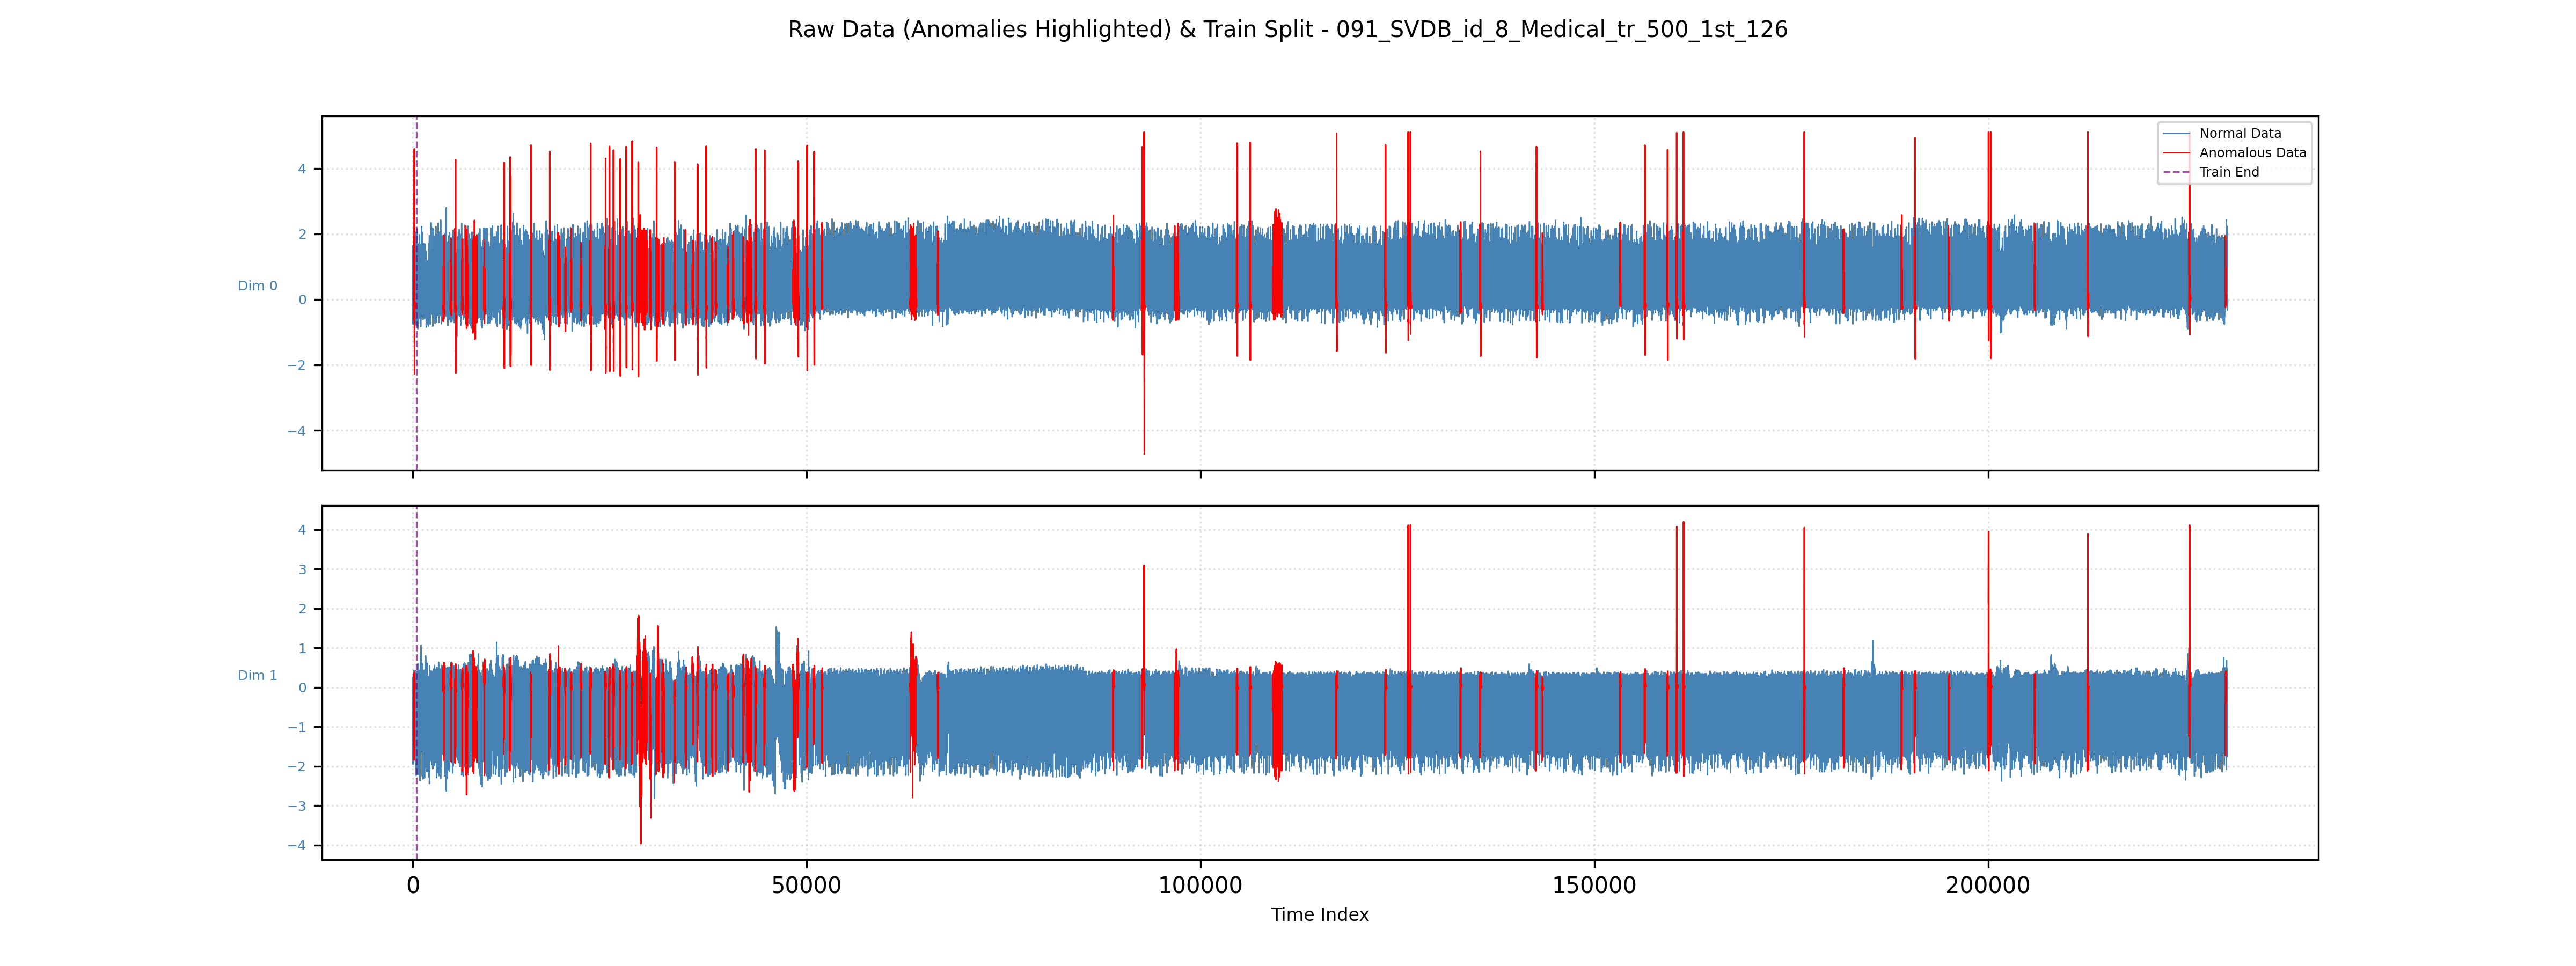 Raw Data (Anomalies Highlighted) & Train Split - 091_SVDB_id_8_Medical_tr_500_1st_126
Normal Data
Anomalous Data
Train End
4
2
0
−2
−4
Dim 0
4
3
2
1
0
−1
−2
−3
−4
Dim 1
0
50000
100000
150000
200000
Time Index